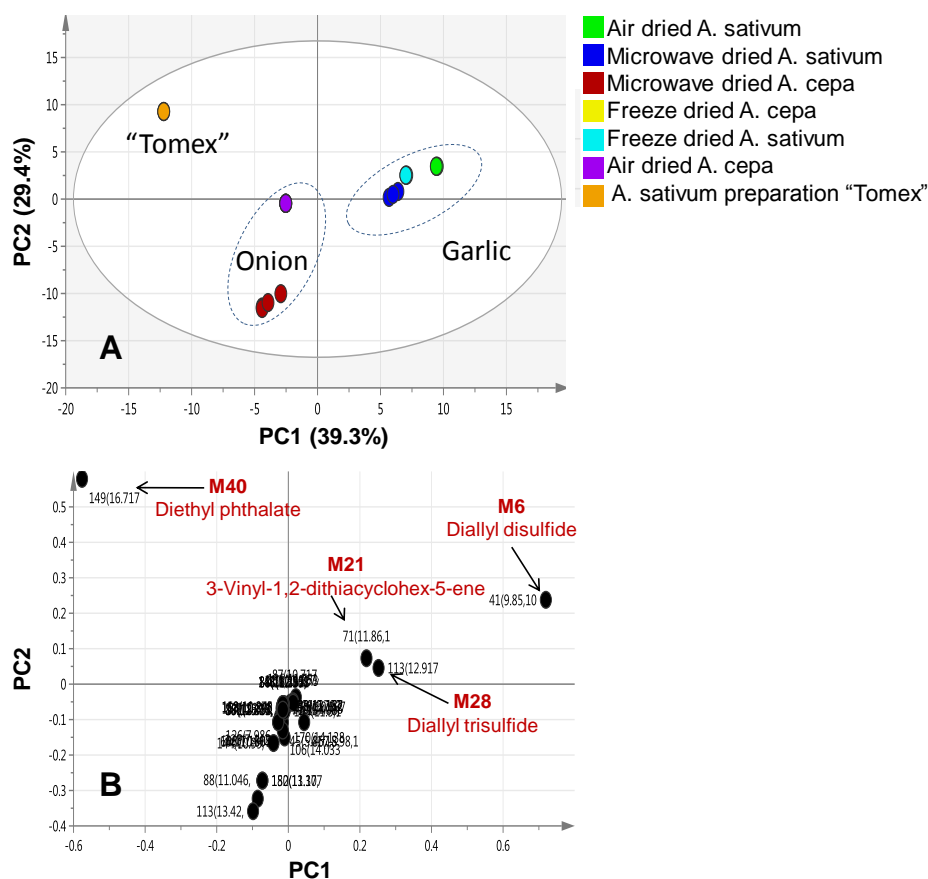 Air dried A. sativum
Microwave dried A. sativum
Microwave dried A. cepa
Freeze dried A. cepa
Freeze dried A. sativum
Air dried A. cepa
A. sativum preparation “Tomex”
PC2 (29.4%)
15
10
5
0
-5
-10
-15
-20
“Tomex”
Onion
Garlic
A
-20
-15
-10
-5
0
5
10
15
PC1 (39.3%)
PC2
0.5
0.4
0.3
0.2
0.1
0
-0.1
-0.2
-0.3
-0.4
149(16.717
M40
Diethyl phthalate
M6
Diallyl disulfide
41(9.85,10
M21
3-Vinyl-1,2-dithiacyclohex-5-ene
71(11.86,1
113(12.917
M28
Diallyl trisulfide
87(10.717
106(14.033
88(11.046,
113(13.42,
B
-0.6
-0.4
-0.2
0
0.2
0.4
0.6
PC1